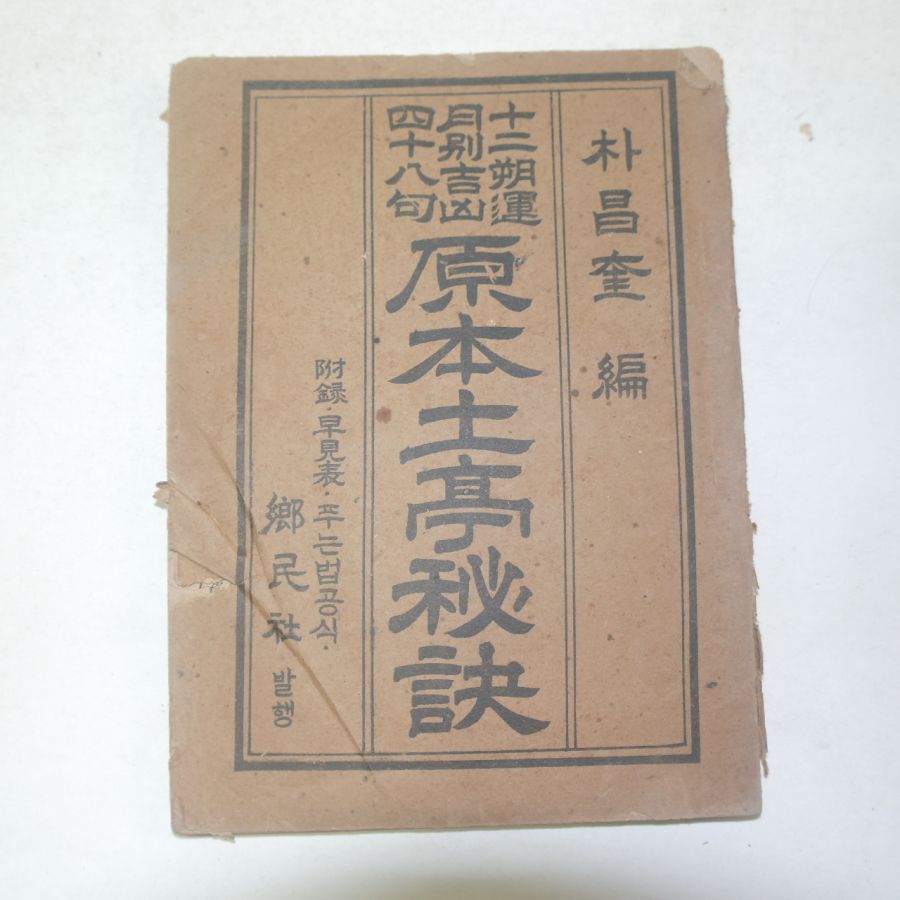 朴昌奎 編
十二朔運
月別吉凶
四十八句
原本土亭秘訣
附録·早見表·푸는법공식·
鄕民社 발행